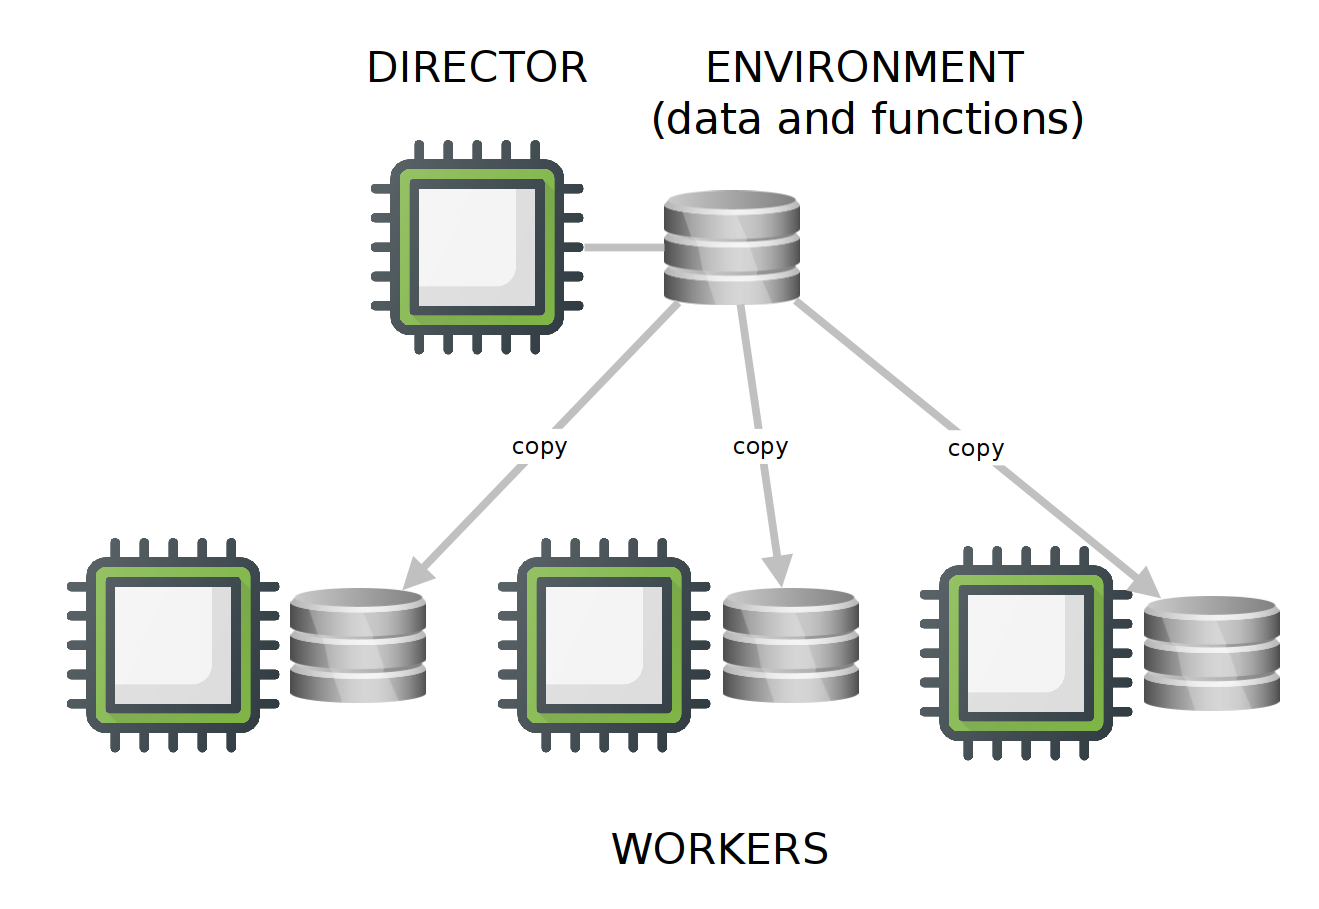 DIRECTOR
ENVIRONMENT
(data and functions)
copy
copy
copy
WORKERS